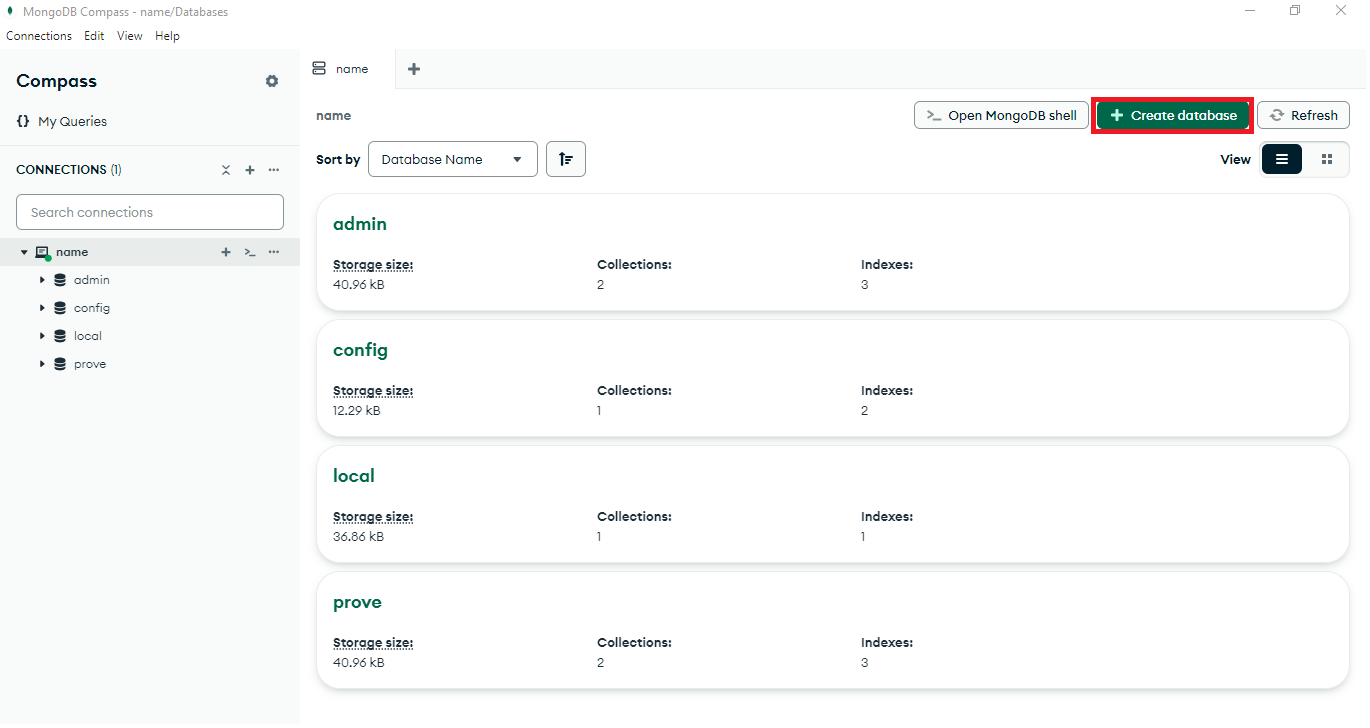 MongoDB Compass - name/Databases
Connections Edit View Help
Compass
My Queries
CONNECTIONS (1)
Search connections
name
admin
config
local
prove
name
name
>_ Open MongoDB shell + Create database Refresh
Sort by Database Name View
admin
Storage size: Collections: Indexes:
40.96 kB 2 3
config
Storage size: Collections: Indexes:
12.29 kB 1 2
local
Storage size: Collections: Indexes:
36.86 kB 1 1
prove
Storage size: Collections: Indexes:
40.96 kB 2 3